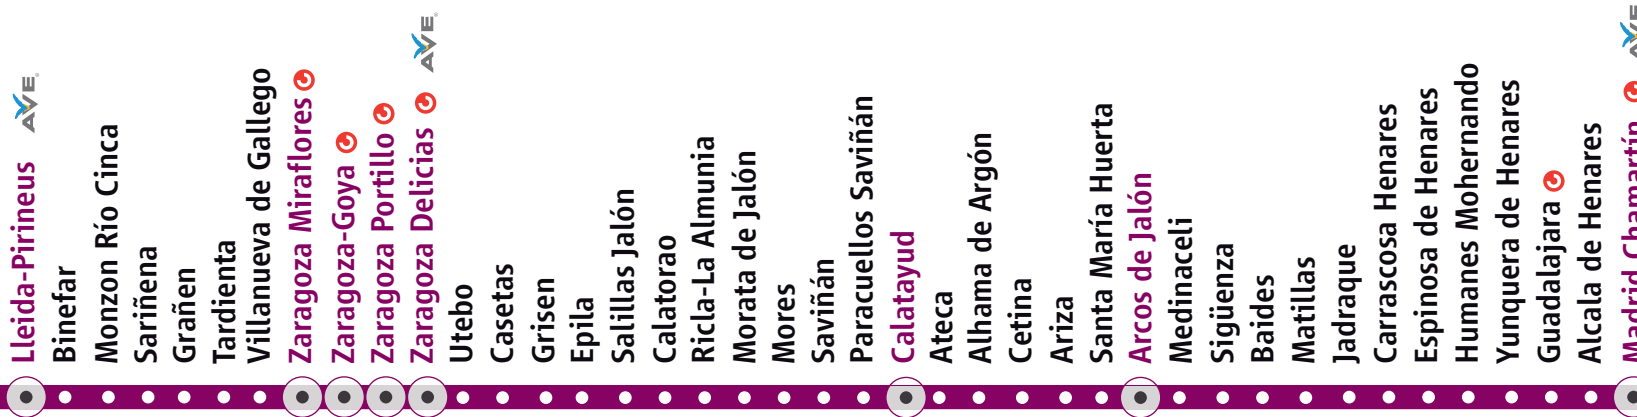 Lleida-Pirineus
AVE
Binefar
Monzon Río Cinca
Sariñena
Grañen
Tardienta
Villanueva de Gallego
Zaragoza Miraflores
Zaragoza-Goya
Zaragoza Portillo
Zaragoza Delicias
AVE
Utebo
Casetas
Grisen
Epila
Salillas Jalón
Calatorao
Ricla-La Almunia
Morata de Jalón
Mores
Saviñán
Paracuellos Saviñán
Calatayud
Ateca
Alhama de Argón
Cetina
Ariza
Santa María Huerta
Arcos de Jalón
Medinaceli
Sigüenza
Baides
Matillas
Jadraque
Carrascosa Henares
Espinosa de Henares
Humanes Mohernando
Yunquera de Henares
Guadalajara
Alcala de Henares
Madrid Chamartín
AVE